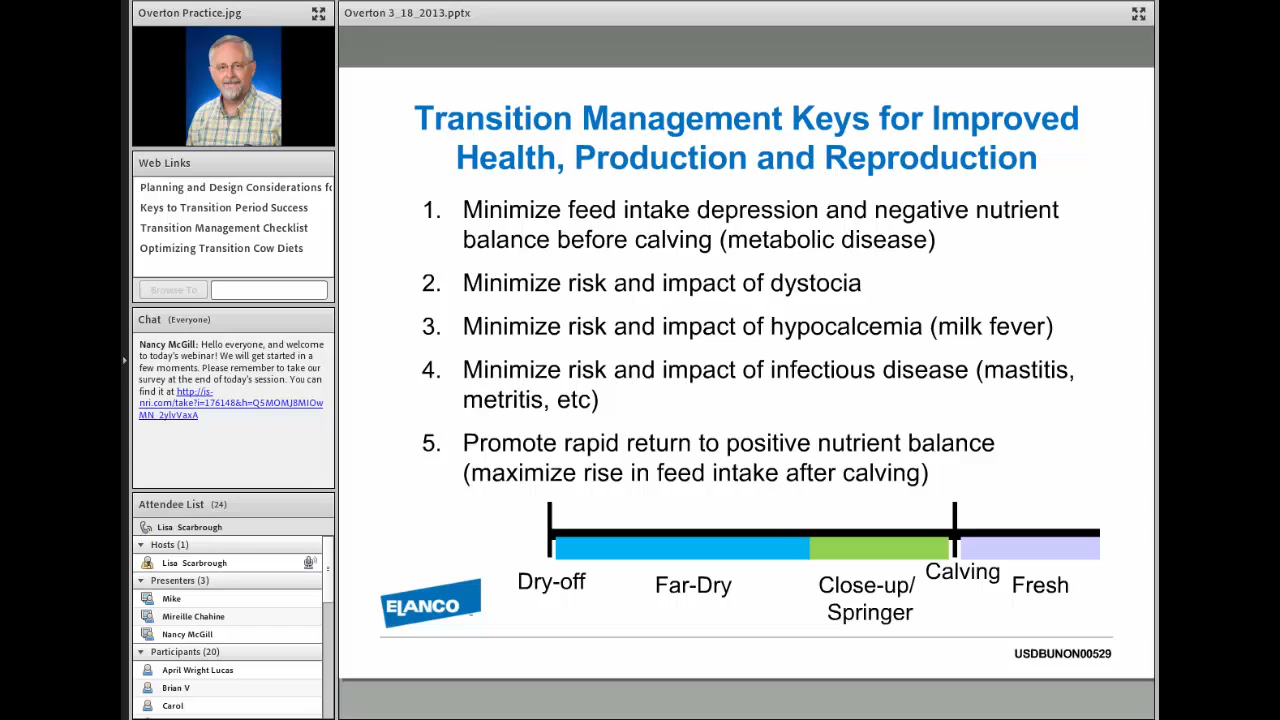 Overton Practice.jpg
Web Links
Planning and Design Considerations fo
Keys to Transition Period Success
Transition Management Checklist
Optimizing Transition Cow Diets
Browse To
Chat (Everyone)
Nancy McGill: Hello everyone, and welcome
to today's webinar! We will get started in a
few moments. Please remember to take our
survey at the end of today's session. You can
find it at http://is-
nri.com/take?i=176148&h=Q5MOMJ8MIOw
MN_2ylvVaxA
Attendee List (24)
Lisa Scarbrough
Hosts (1)
Lisa Scarbrough
Presenters (3)
Mike
Mireille Chahine
Nancy McGill
Participants (20)
April Wright Lucas
Brian V
Carol
Overton 3_18_2013.pptx
Transition Management Keys for Improved
Health, Production and Reproduction
1. Minimize feed intake depression and negative nutrient
balance before calving (metabolic disease)
2. Minimize risk and impact of dystocia
3. Minimize risk and impact of hypocalcemia (milk fever)
4. Minimize risk and impact of infectious disease (mastitis,
metritis, etc)
5. Promote rapid return to positive nutrient balance
(maximize rise in feed intake after calving)
Dry-off
Far-Dry
Close-up/
Springer
Calving
Fresh
ELANCO
USDBUNON00529